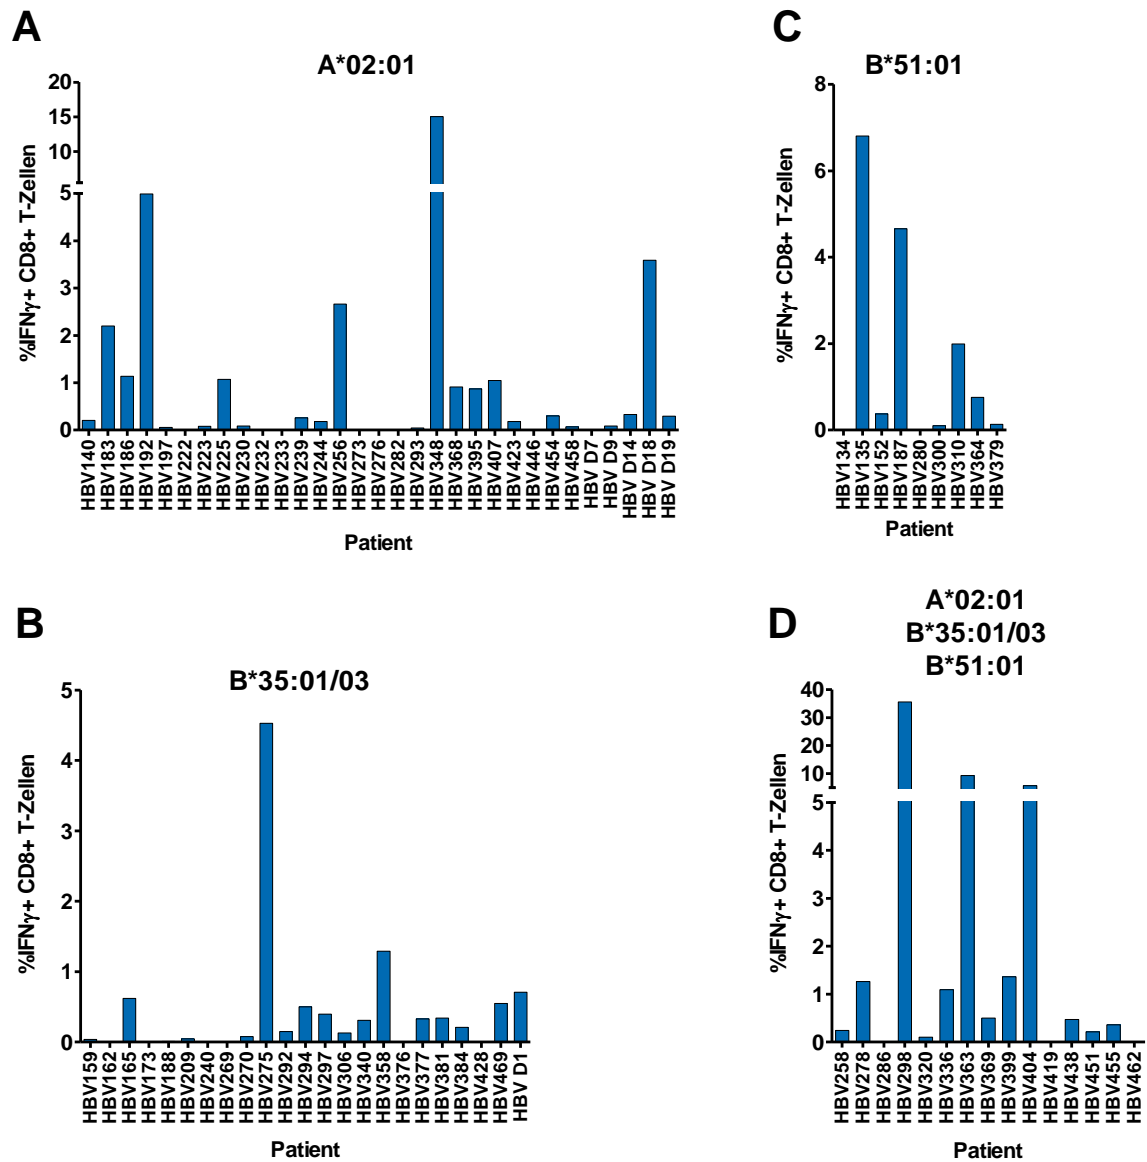 A
A*02:01
%IFNγ+ CD8+ T-Zellen
20
15
10
5
4
3
2
1
0
HBV140
HBV183
HBV186
HBV192
HBV197
HBV222
HBV223
HBV225
HBV230
HBV232
HBV233
HBV239
HBV244
HBV256
HBV273
HBV276
HBV282
HBV293
HBV348
HBV368
HBV395
HBV407
HBV423
HBV446
HBV454
HBV458
HBV D7
HBV D9
HBV D14
HBV D18
HBV D19
Patient
C
B*51:01
%IFNγ+ CD8+ T-Zellen
8
6
4
2
0
HBV134
HBV135
HBV152
HBV187
HBV280
HBV300
HBV310
HBV364
HBV379
Patient
B
B*35:01/03
%IFNγ+ CD8+ T-Zellen
5
4
3
2
1
0
HBV159
HBV162
HBV165
HBV173
HBV188
HBV209
HBV240
HBV269
HBV270
HBV275
HBV292
HBV294
HBV297
HBV306
HBV340
HBV358
HBV376
HBV377
HBV381
HBV384
HBV428
HBV469
HBV D1
Patient
D
A*02:01
B*35:01/03
B*51:01
%IFNγ+ CD8+ T-Zellen
40
30
20
10
5
4
3
2
1
0
HBV258
HBV278
HBV286
HBV298
HBV320
HBV336
HBV363
HBV369
HBV399
HBV404
HBV419
HBV438
HBV451
HBV455
HBV462
Patient